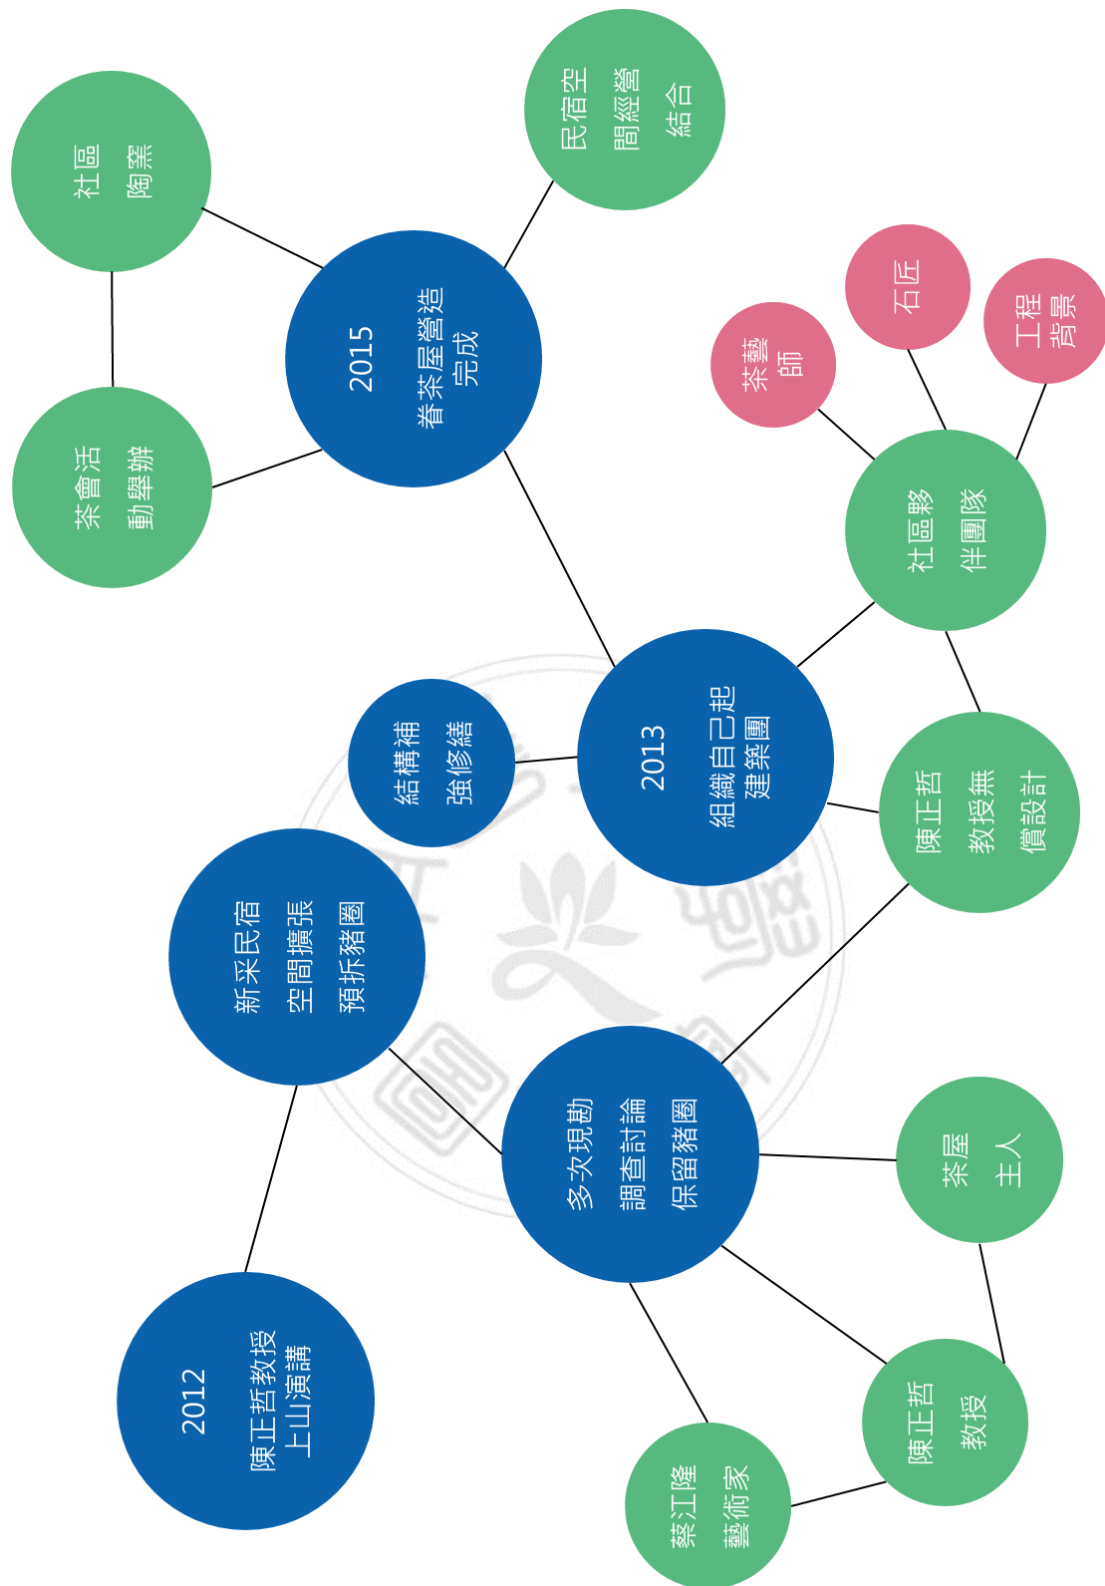 2012
陳正哲教授
上山演講
新采民宿
空間擴張
預拆豬圈
多次現勘
調查討論
保留豬圈
蔡江隆
藝術家
陳正哲
教授
茶屋
主人
結構補
強修繕
2013
組織自己起
建築團
陳正哲
教授無
償設計
社區夥
伴團隊
茶藝
師
石匠
工程
背景
2015
眷茶屋營造
完成
茶會活
動舉辦
社區
陶窯
民宿空
間經營
結合